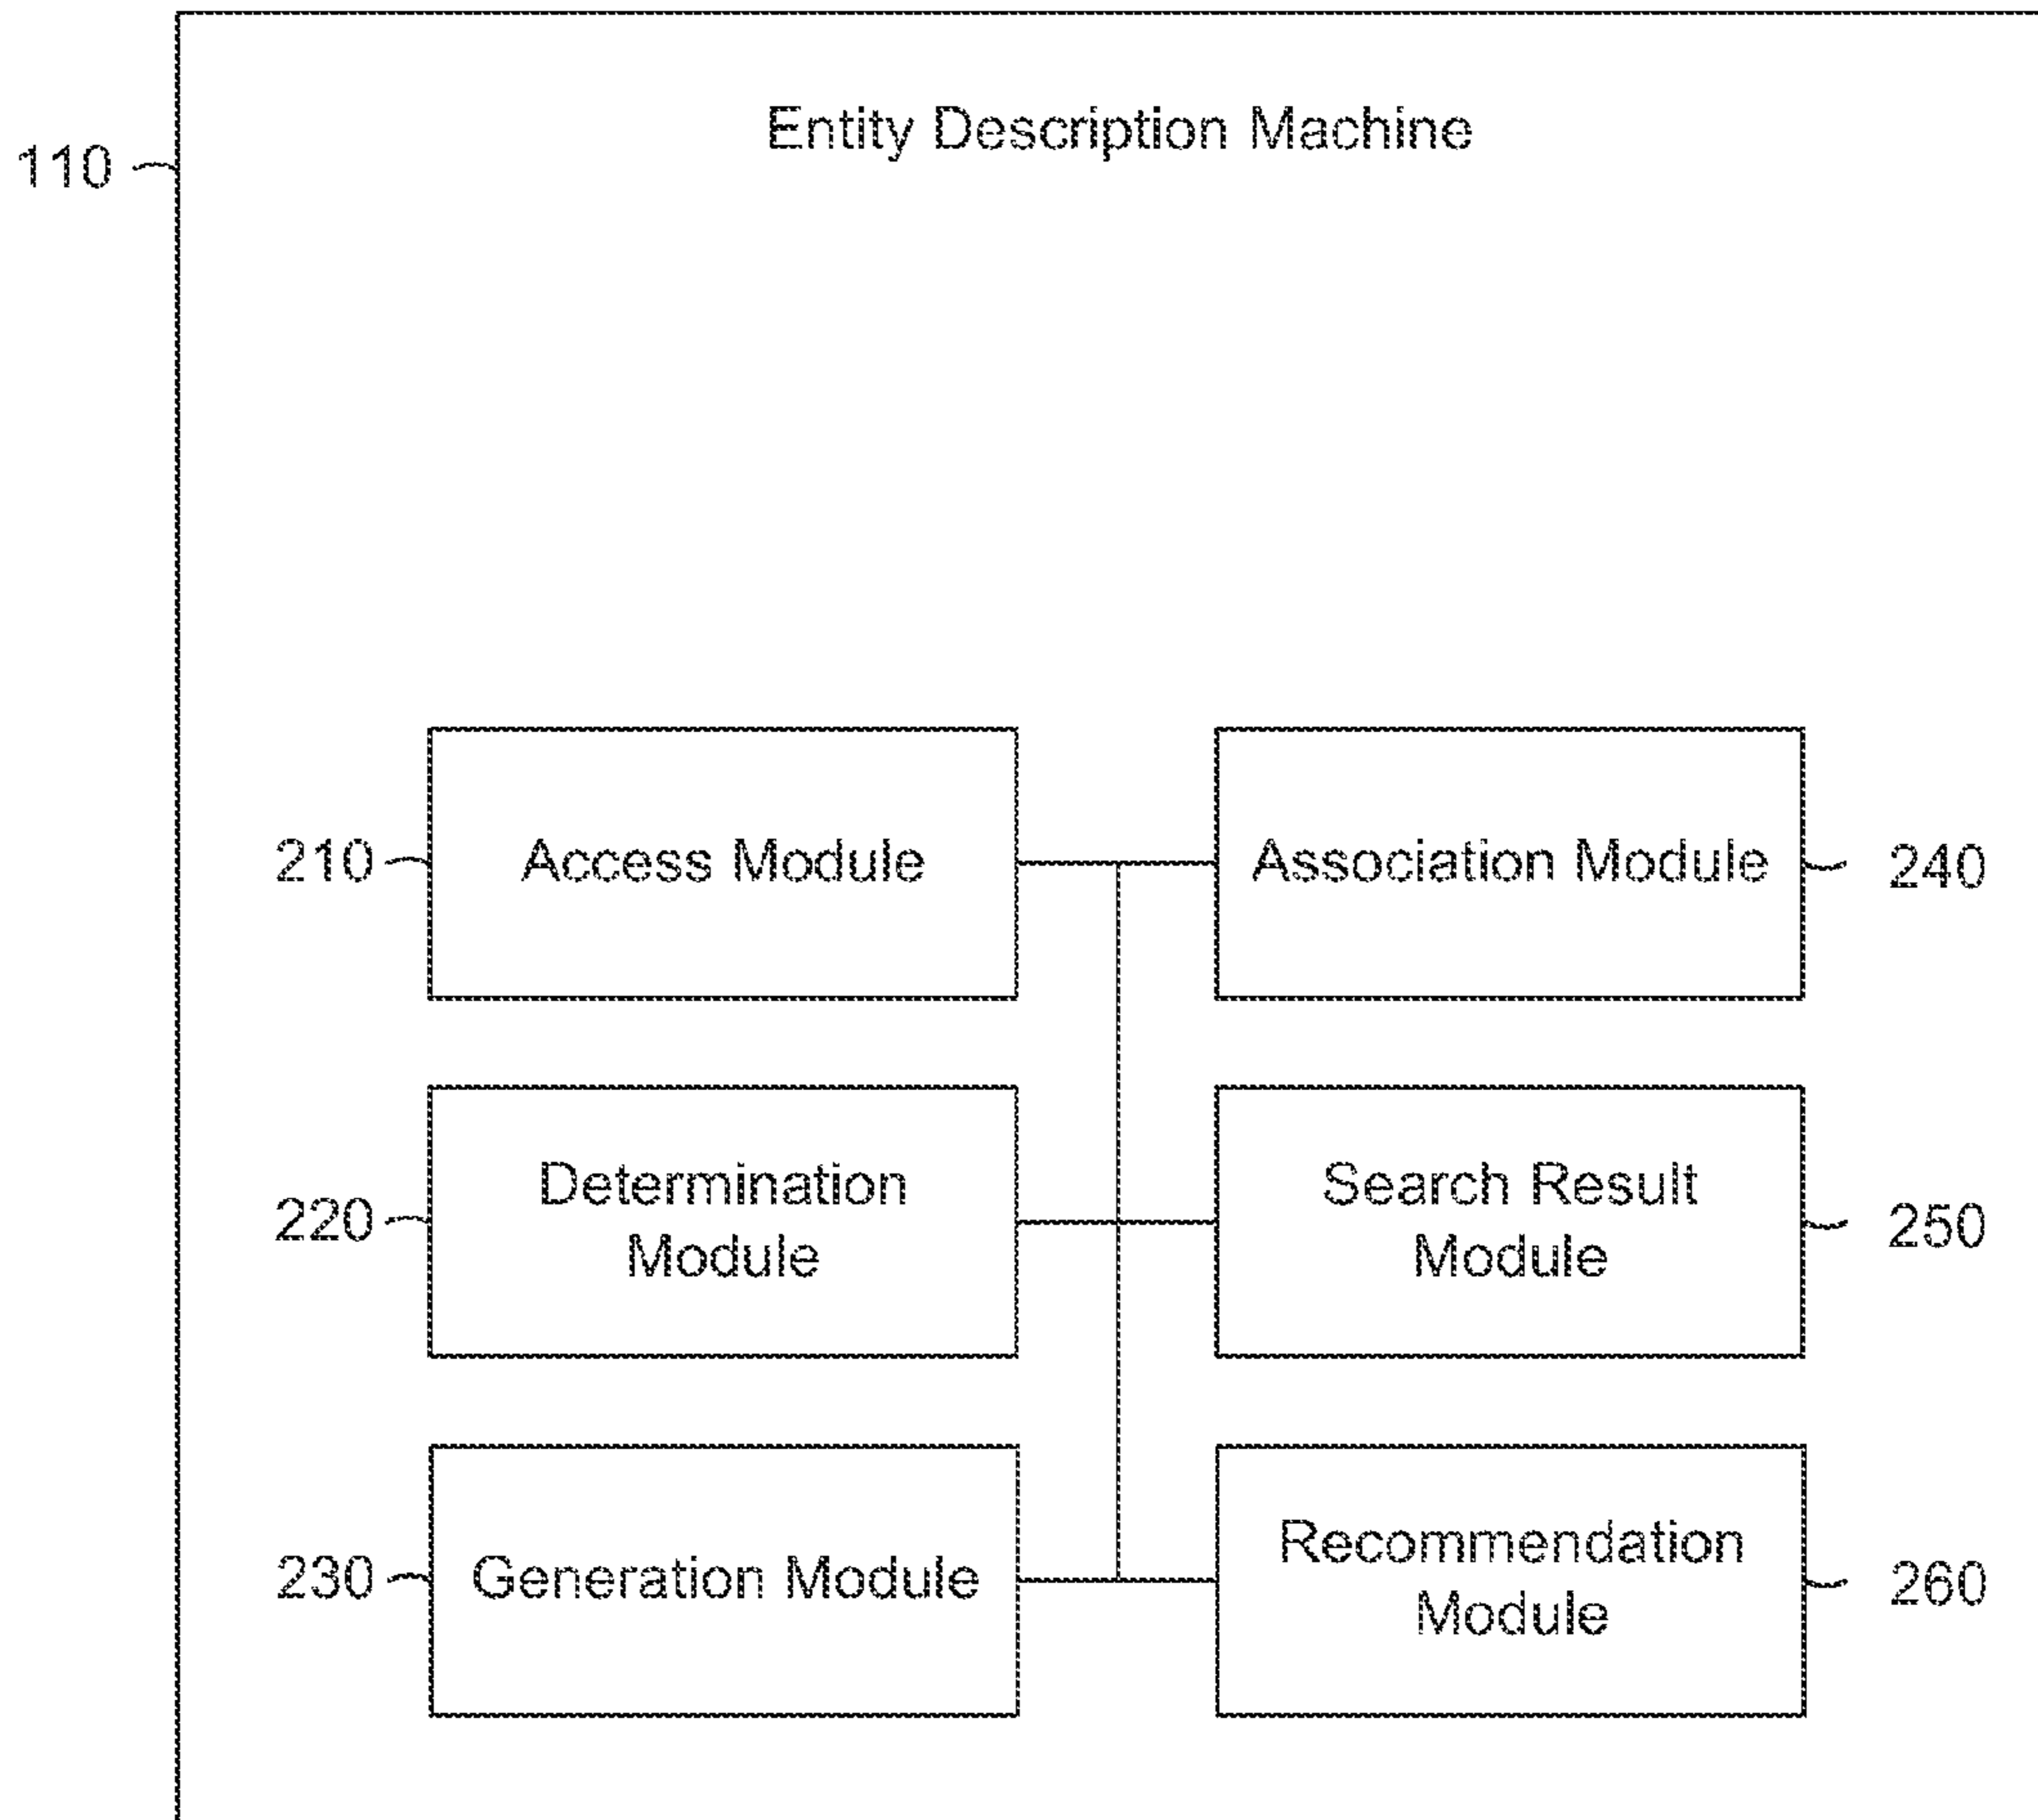 Entity Description Machine
110
210
Access Module
Association Module
240
220
Determination
Module
Search Result
Module
250
230
Generation Module
Recommendation
Module
260